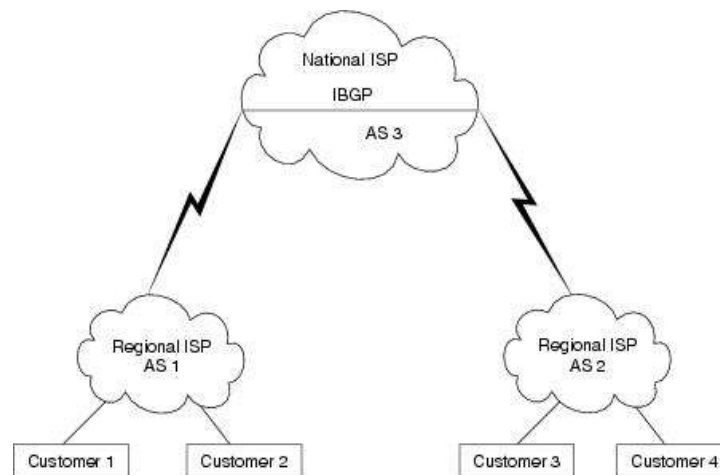 National ISP
IBGP
AS 3
Regional ISP
AS 1
Regional ISP
AS 2
Customer 1
Customer 2
Customer 3
Customer 4